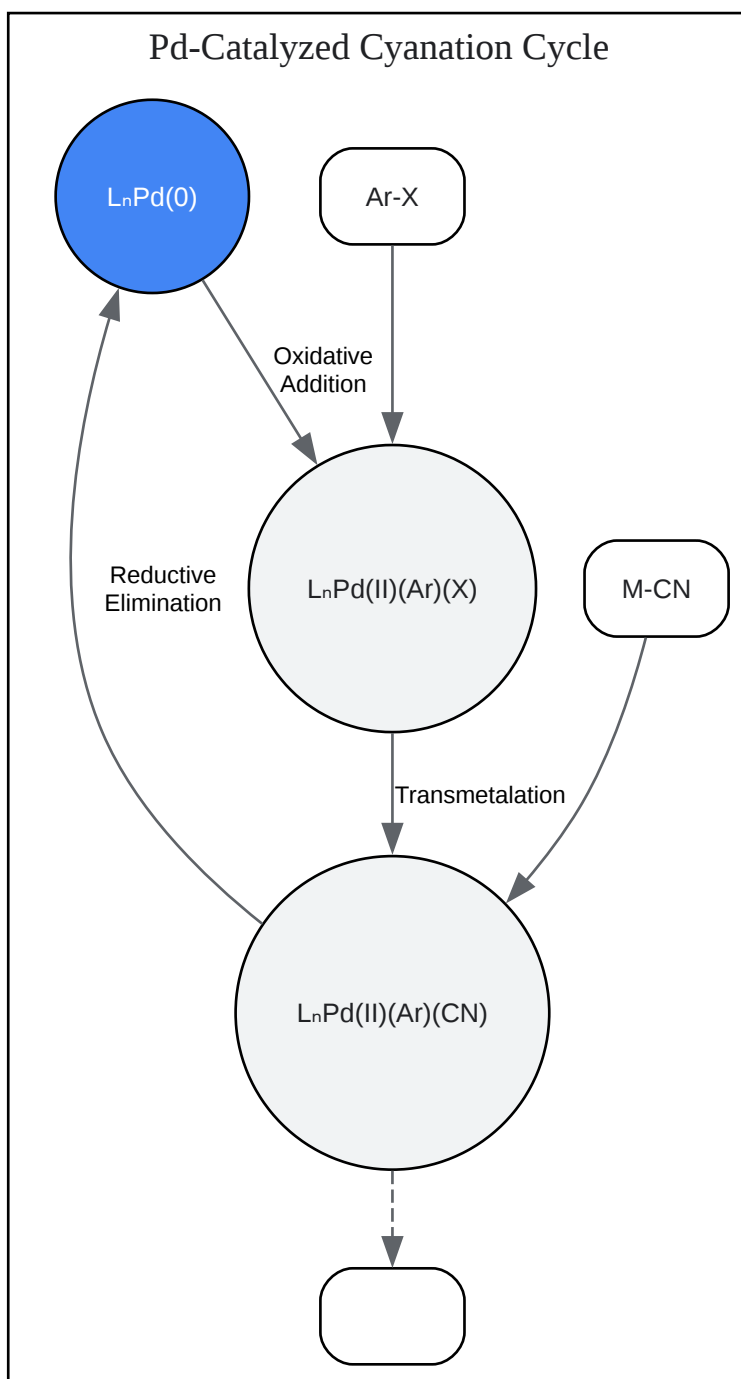 Pd-Catalyzed Cyanation Cycle
LₙPd(0)
Ar-X
Oxidative
Addition
LₙPd(II)(Ar)(X)
Reductive
Elimination
M-CN
Transmetalation
LₙPd(II)(Ar)(CN)